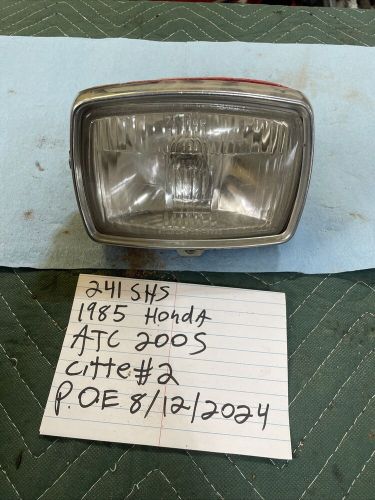 241 SHS
1985 Honda
ATC 200S
Citte#2
P.OE 8/12/2024